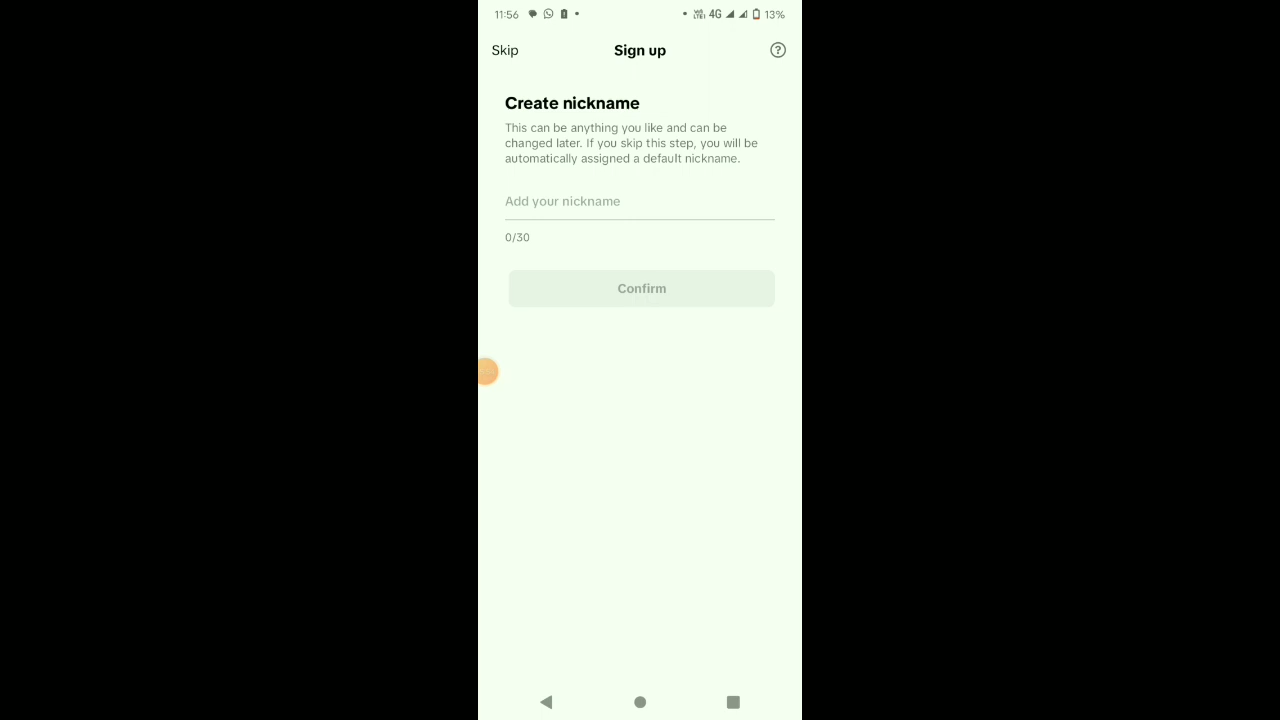 11:56 4G 13%
Skip Sign up ?
Create nickname
This can be anything you like and can be
changed later. If you skip this step, you will be
automatically assigned a default nickname.
Add your nickname
0/30
Confirm